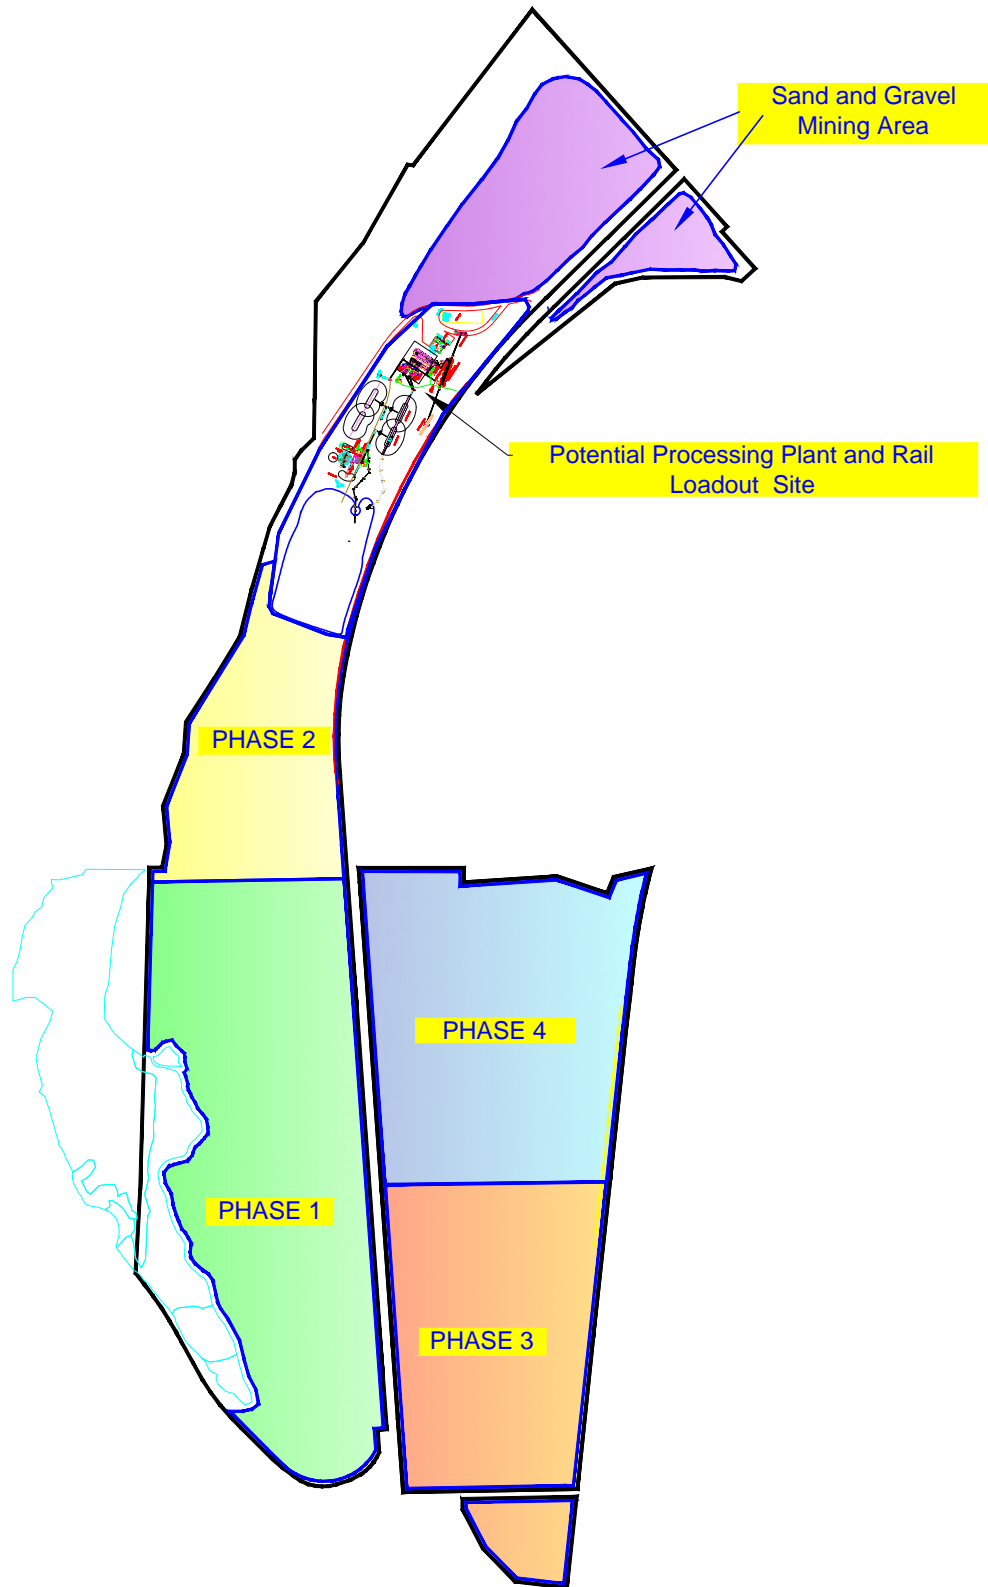 Sand and Gravel
Mining Area
Potential Processing Plant and Rail
Loadout Site
PHASE 2
PHASE 4
PHASE 1
PHASE 3